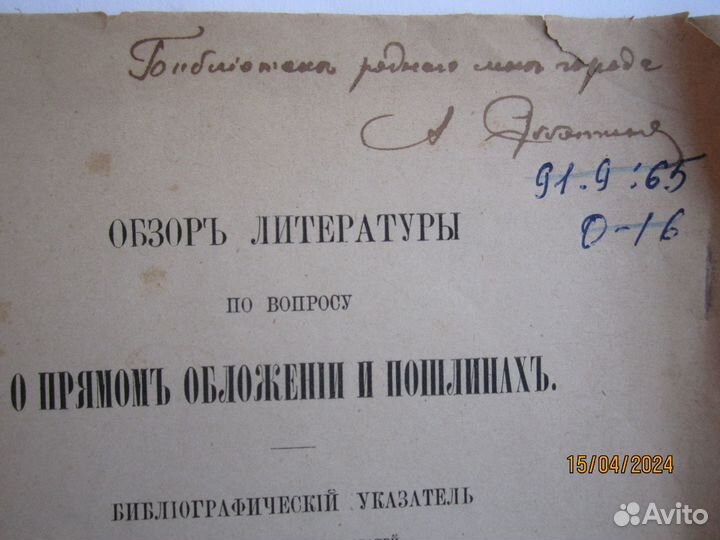 Библіотекѣ родного мнѣ города
А
91.9:65
О-16
ОБЗОРЪ ЛИТЕРАТУРЫ
ПО ВОПРОСУ
О ПРЯМОМЪ ОБЛОЖЕНІИ И ПОШЛИНАХЪ.
БИБЛІОГРАФИЧЕСКІЙ УКАЗАТЕЛЬ
15/04/2024
Avito